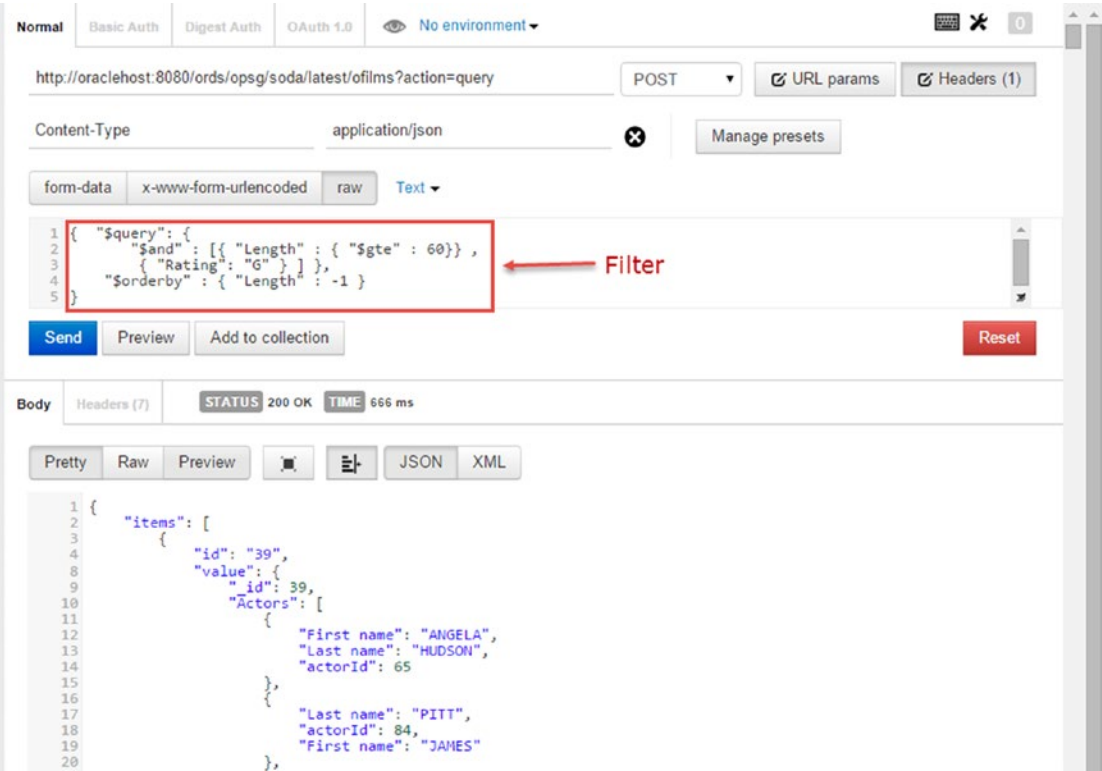 Normal Basic Auth Digest Auth OAuth 1.0 No environment 0
http://oraclehost:8080/ords/opsg/soda/latest/ofilms?action=query POST URL params Headers (1)
Content-Type application/json Manage presets
form-data x-www-form-urlencoded raw Text
1 { "$query": {
2 "$and" : [{ "Length" : { "$gte" : 60}} ,
3 { "Rating": "G" } ] },
4 "$orderby" : { "Length" : -1 }
5 }
Filter
Send Preview Add to collection Reset
Body Headers (7) STATUS 200 OK TIME 666 ms
Pretty Raw Preview JSON XML
1 {
2 "items": [
3 {
4 "id": "39",
8 "value": {
9 "_id": 39,
10 "Actors": [
11 {
12 "First name": "ANGELA",
13 "Last name": "HUDSON",
14 "actorId": 65
15 },
16 {
17 "Last name": "PITT",
18 "actorId": 84,
19 "First name": "JAMES"
20 },